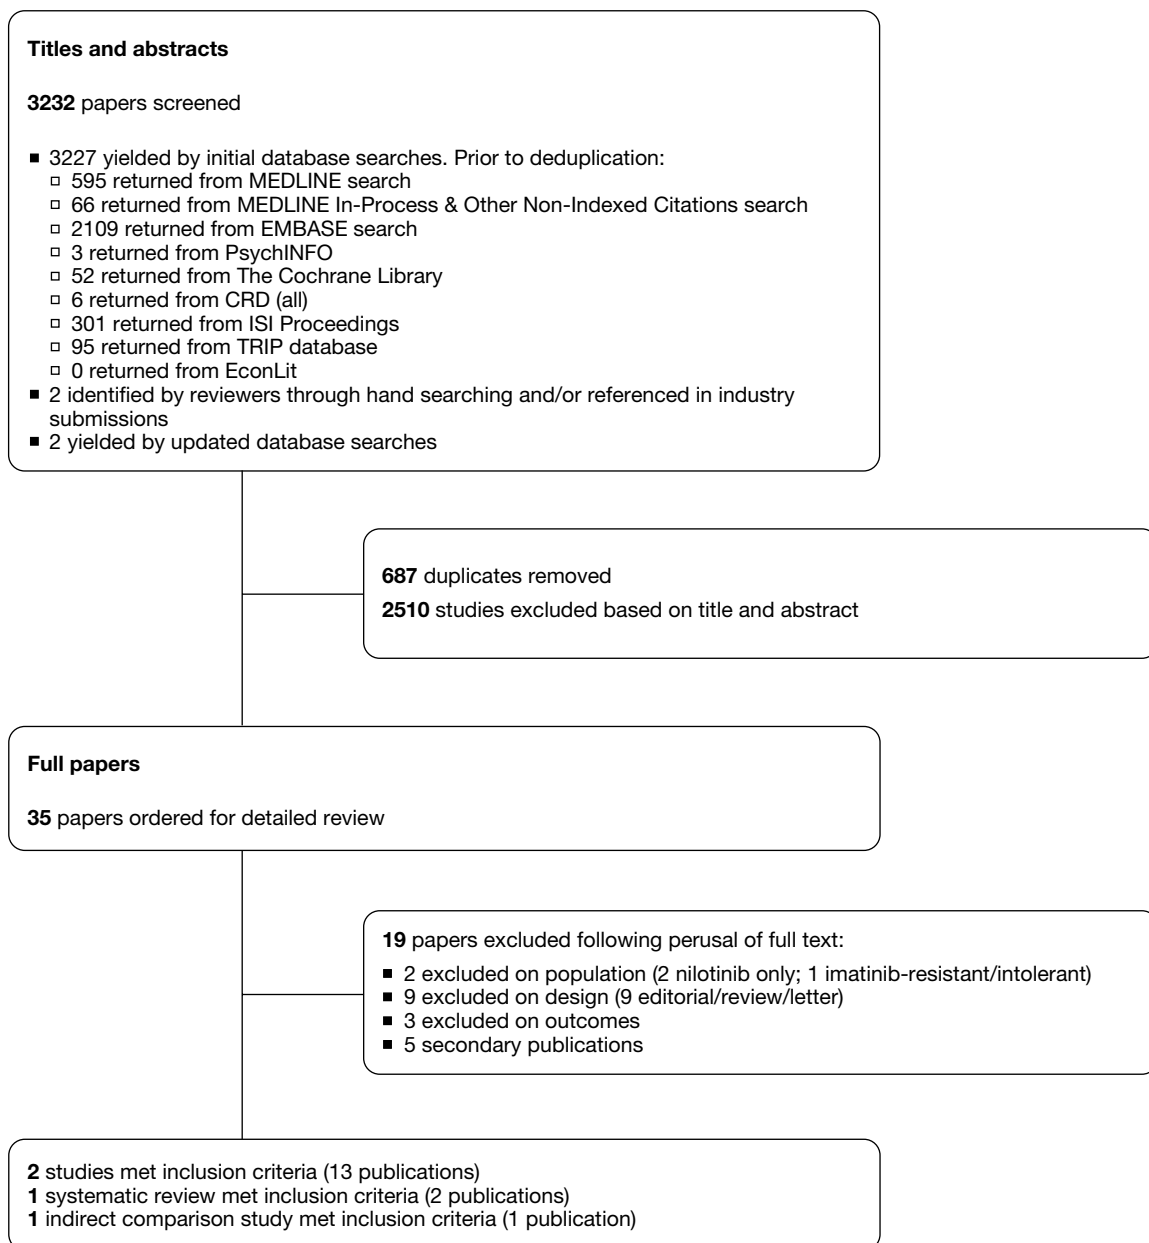 Titles and abstracts
3232 papers screened
■ 3227 yielded by initial database searches. Prior to deduplication:
□ 595 returned from MEDLINE search
□ 66 returned from MEDLINE In-Process & Other Non-Indexed Citations search
□ 2109 returned from EMBASE search
□ 3 returned from PsychINFO
□ 52 returned from The Cochrane Library
□ 6 returned from CRD (all)
□ 301 returned from ISI Proceedings
□ 95 returned from TRIP database
□ 0 returned from EconLit
■ 2 identified by reviewers through hand searching and/or referenced in industry
submissions
■ 2 yielded by updated database searches
687 duplicates removed
2510 studies excluded based on title and abstract
Full papers
35 papers ordered for detailed review
19 papers excluded following perusal of full text:
■ 2 excluded on population (2 nilotinib only; 1 imatinib-resistant/intolerant)
■ 9 excluded on design (9 editorial/review/letter)
■ 3 excluded on outcomes
■ 5 secondary publications
2 studies met inclusion criteria (13 publications)
1 systematic review met inclusion criteria (2 publications)
1 indirect comparison study met inclusion criteria (1 publication)